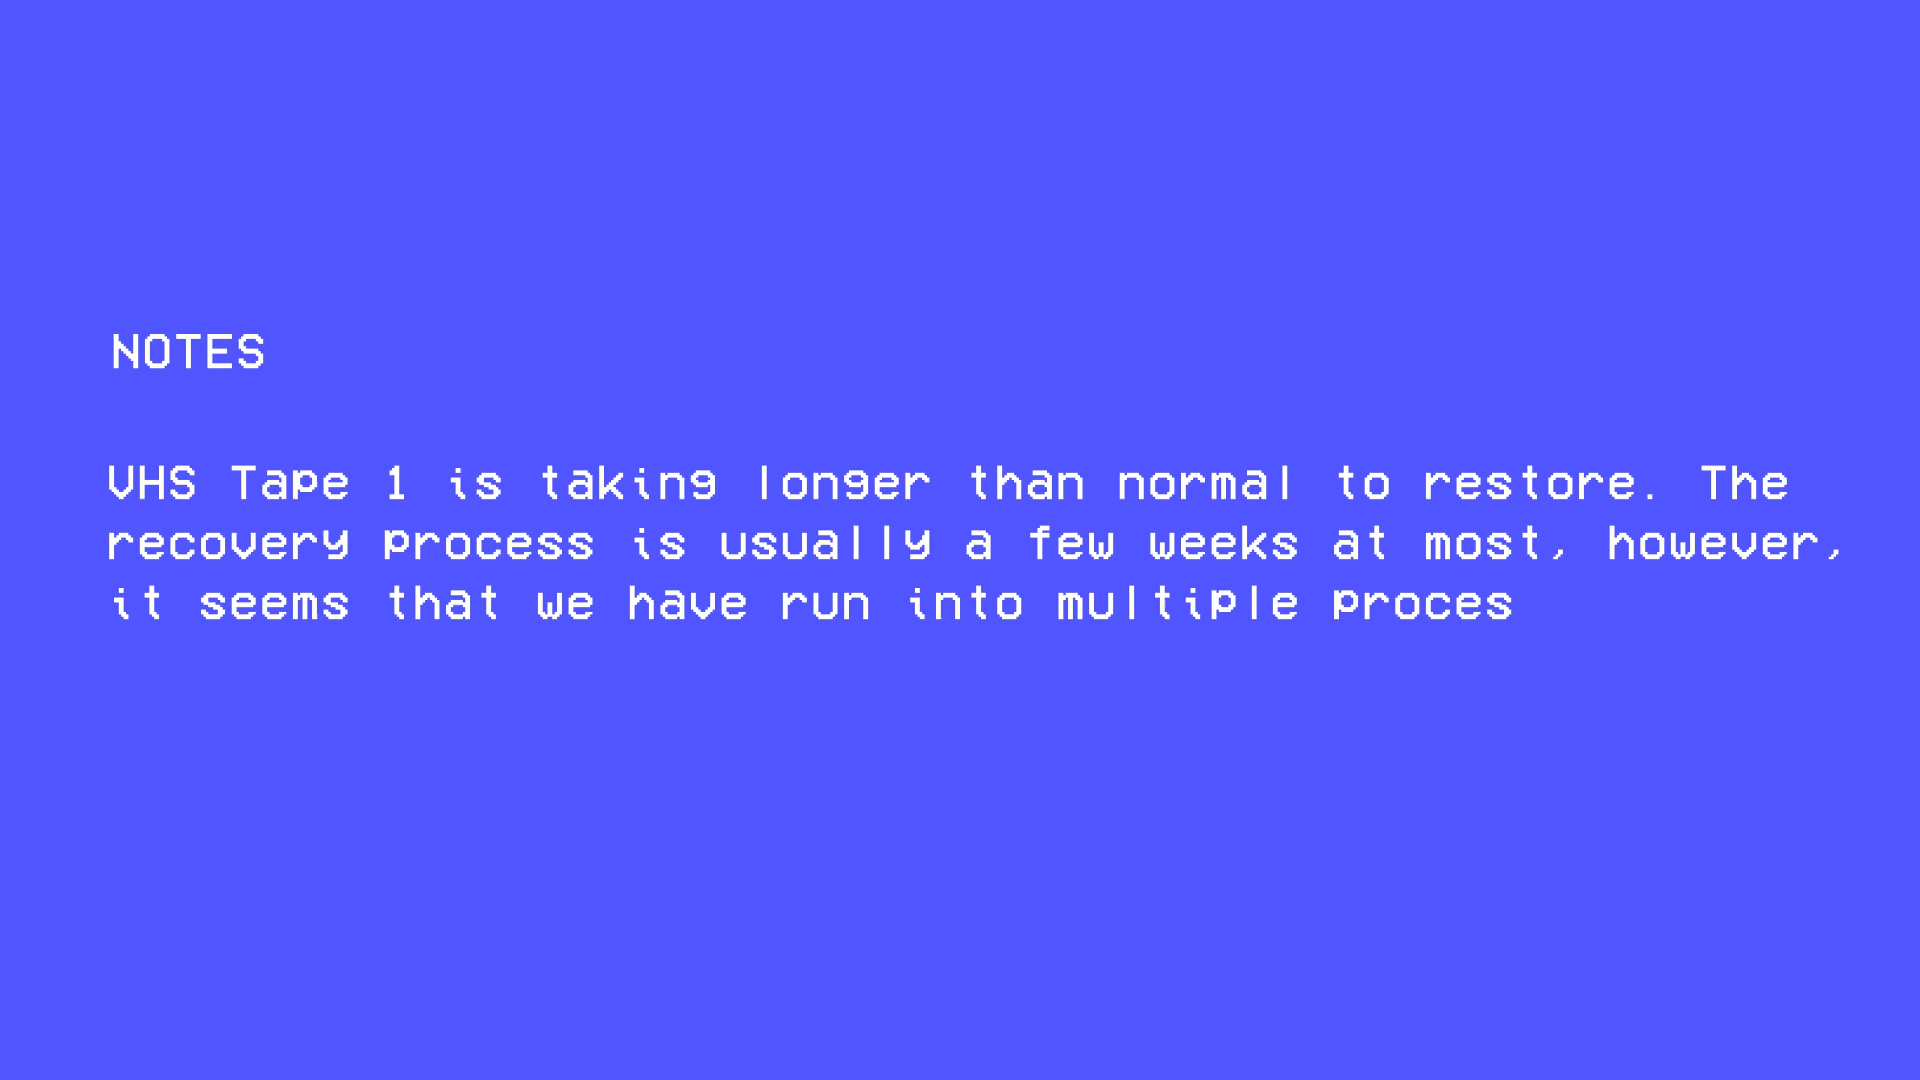 NOTES
VHS Tape 1 is taking longer than normal to restore. The
recovery process is usually a few weeks at most, however,
it seems that we have run into multiple proces